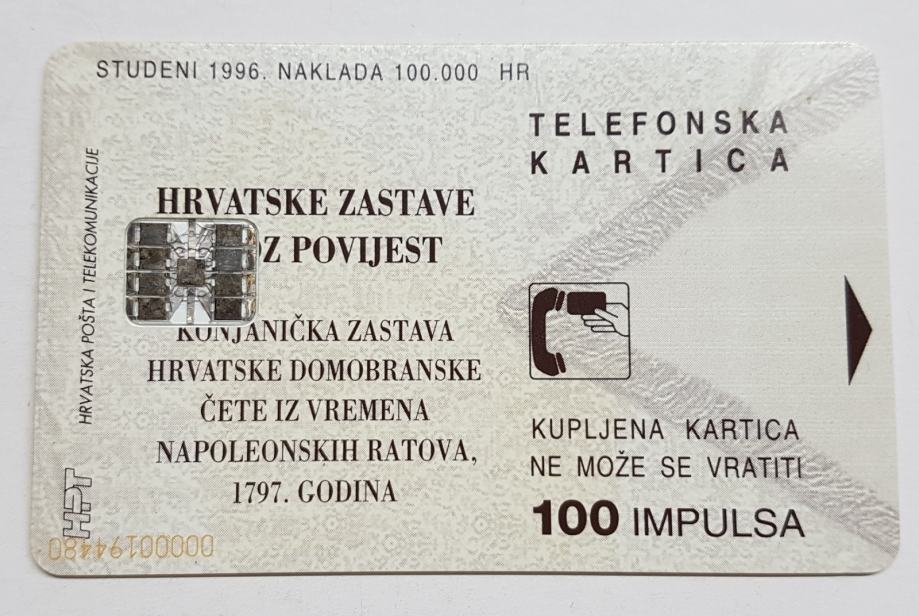 STUDENI 1996. NAKLADA 100.000 HR
TELEFONSKA
KARTICA
HRVATSKE ZASTAVE
OZ POVIJEST
KONJANIČKA ZASTAVA
HRVATSKE DOMOBRANSKE
ČETE IZ VREMENA
NAPOLEONSKIH RATOVA,
1797. GODINA
HRVATSKA POŠTA I TELEKOMUNIKACIJE
HPT
KUPLJENA KARTICA
NE MOŽE SE VRATITI
100 IMPULSA